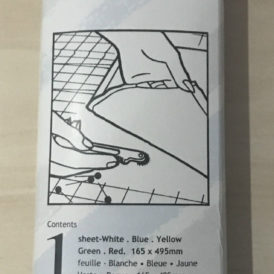 Contents
1 sheet-White . Blue . Yellow
Green . Red. 165 x 495mm
feuille - Blanche • Bleue • Jaune